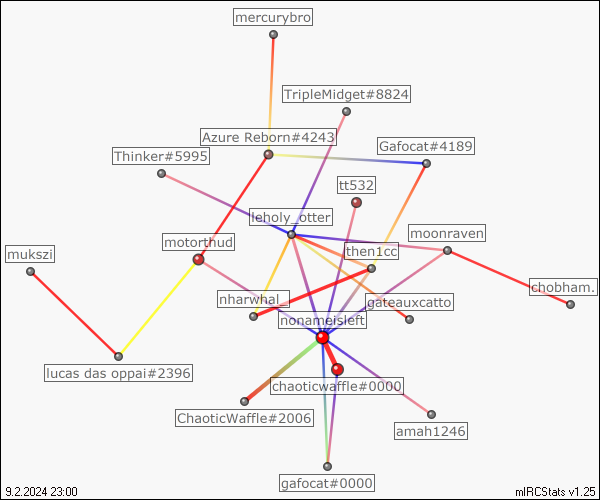 mercurybro
TripleMidget#8824
Azure Reborn#4243
Gafocat#4189
Thinker#5995
tt532
leholy_otter
moonraven
motorthud
then1cc
mukszi
chobham.
nharwhal_
gateauxcatto
nonameisleft
lucas das oppai#2396
chaoticwaffle#0000
ChaoticWaffle#2006
amah1246
gafocat#0000
9.2.2024 23:00
mIRCStats v1.25